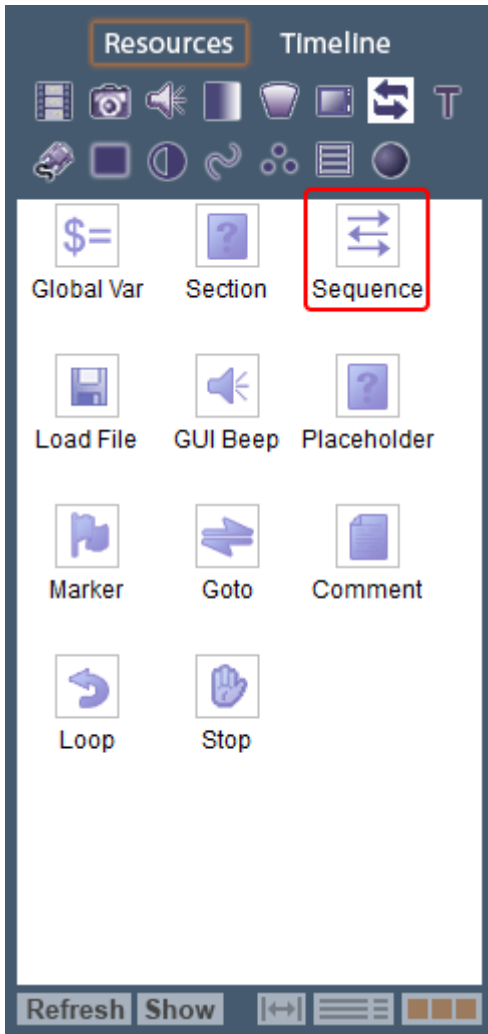 Resources Timeline
T
$=
?
Global Var Section Sequence
?
Load File GUI Beep Placeholder
Marker Goto Comment
Loop Stop
Refresh Show